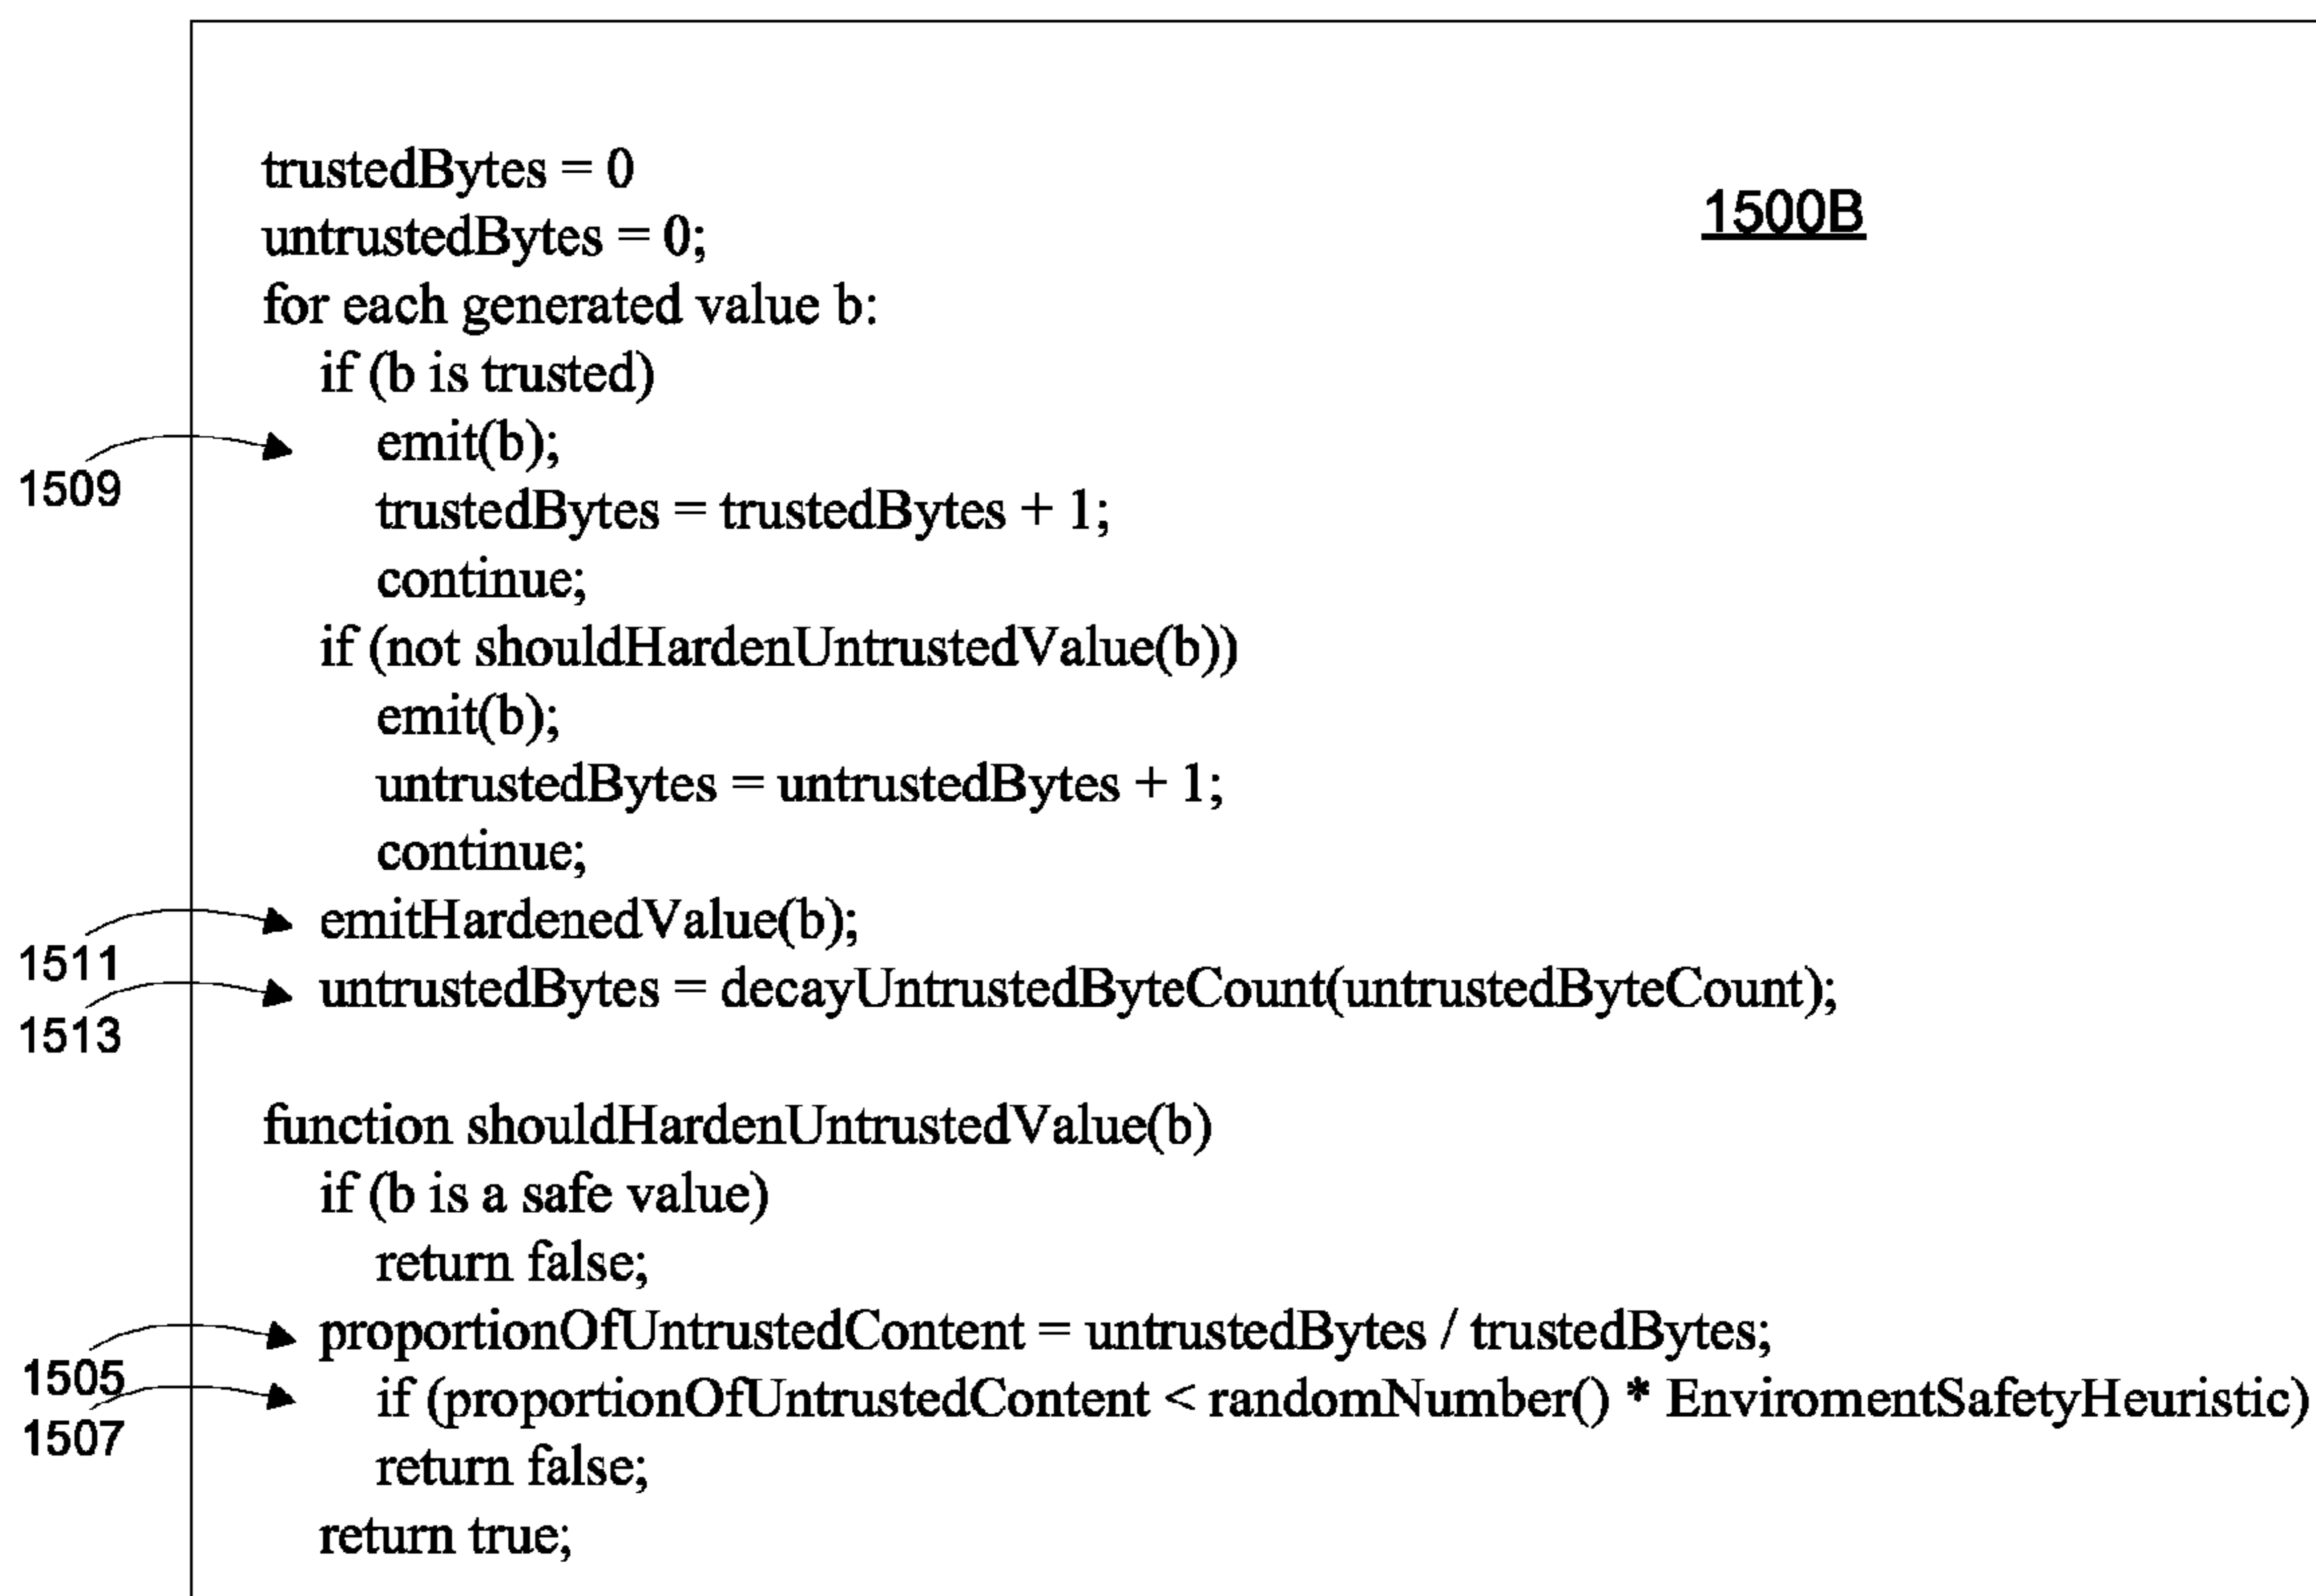 trustedBytes = 0
1500B
untrustedBytes = 0;
for each generated value b:
if (b is trusted)
emit(b);
1509
trustedBytes = trustedBytes + 1;
continue;
if (not shouldHardenUntrustedValue(b))
emit(b);
untrustedBytes = untrustedBytes + 1;
continue;
emitHardenedValue(b);
1511
untrustedBytes = decayUntrustedByteCount(untrustedByteCount);
1513
function shouldHardenUntrustedValue(b)
if (b is a safe value)
return false;
proportionOfUntrustedContent = untrustedBytes / trustedBytes;
1505
if (proportionOfUntrustedContent < randomNumber() * EnviromentSafetyHeuristic)
1507
return false;
return true;